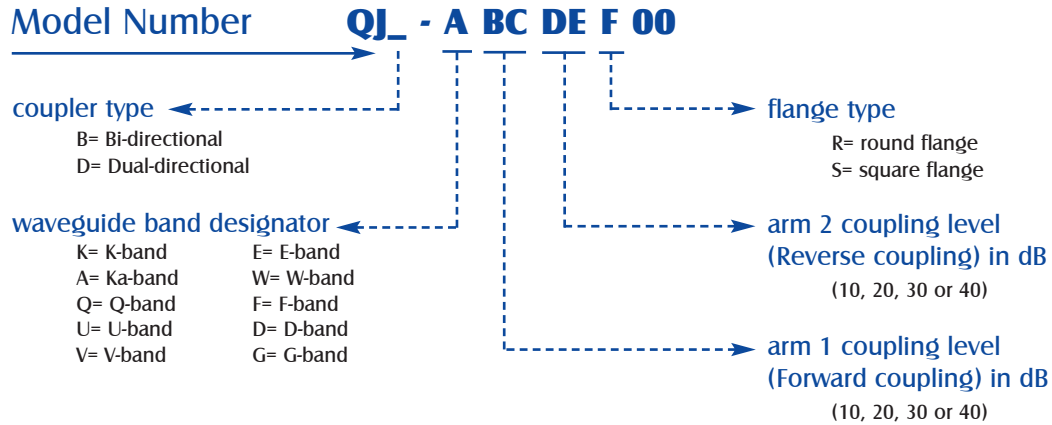 Model Number QJ_ - A BC DE F 00
coupler type
B= Bi-directional
D= Dual-directional
flange type
R= round flange
S= square flange
waveguide band designator
K= K-band E= E-band
A= Ka-band W= W-band
Q= Q-band F= F-band
U= U-band D= D-band
V= V-band G= G-band
arm 2 coupling level
(Reverse coupling) in dB
(10, 20, 30 or 40)
arm 1 coupling level
(Forward coupling) in dB
(10, 20, 30 or 40)